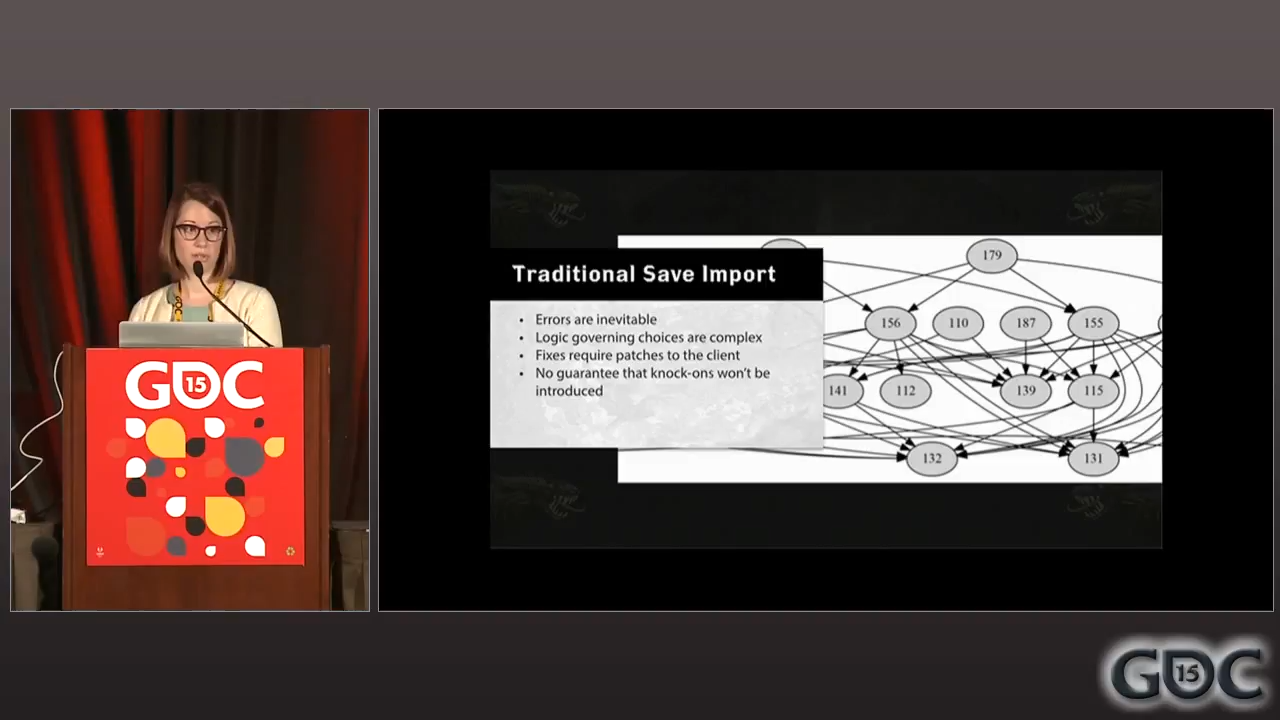 GDC
15
Traditional Save Import
• Errors are inevitable
• Logic governing choices are complex
• Fixes require patches to the client
• No guarantee that knock-ons won't be
introduced
179
156
110
187
155
141
112
139
115
132
131
GDC
15